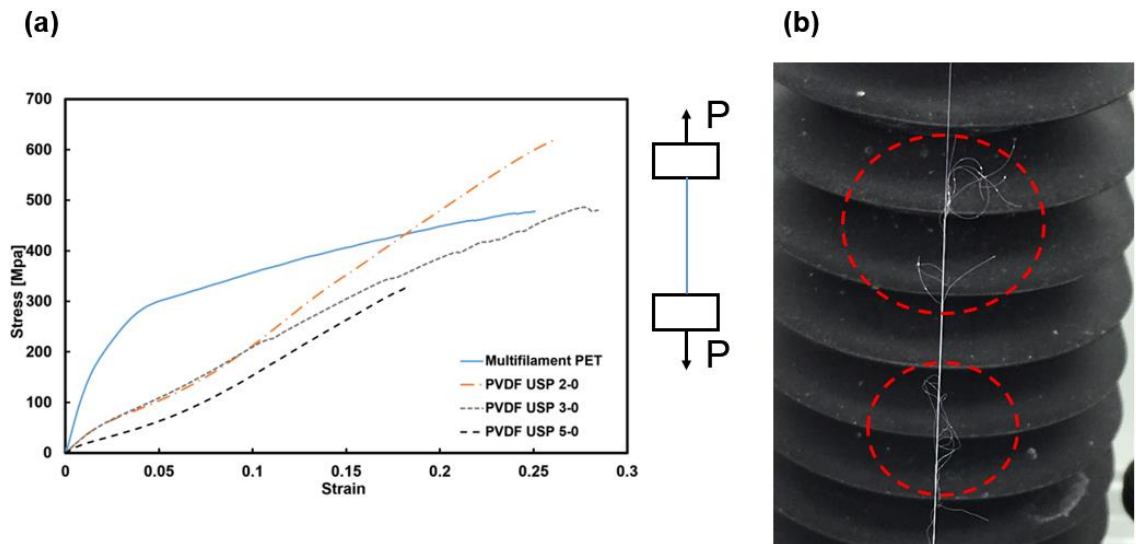 (a)
(b)
700
600
500
400
300
200
100
0
Stress [Mpa]
0
0.05
0.1
0.15
0.2
0.25
0.3
Strain
Multifilament PET
PVDF USP 2-0
PVDF USP 3-0
PVDF USP 5-0
P
P